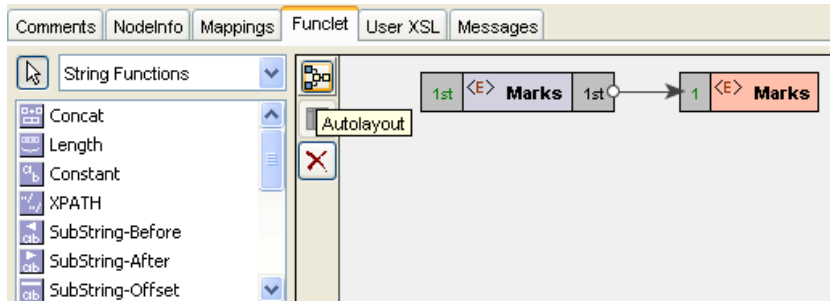 Comments NodeInfo Mappings Funclet User XSL Messages
String Functions
1st <E> Marks 1st 1 <E> Marks
Autolayout
Concat
Length
Constant
XPATH
SubString-Before
SubString-After
SubString-Offset